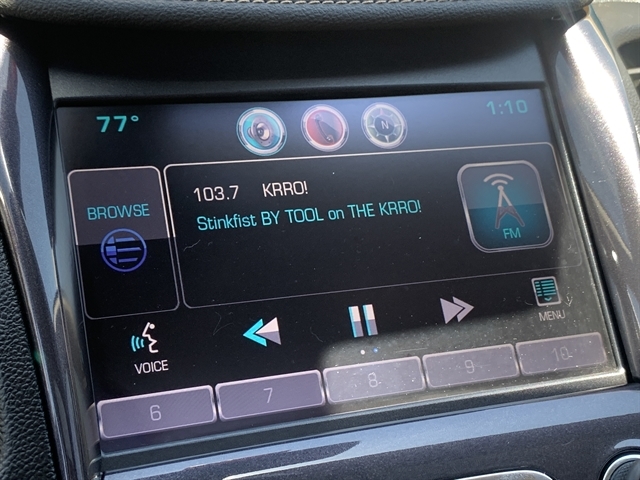 77°
N
1:10
BROWSE
103.7 KRRO!
Stinkfist BY TOOL on THE KRRO!
FM
VOICE
MENU
6
7
8
9
10